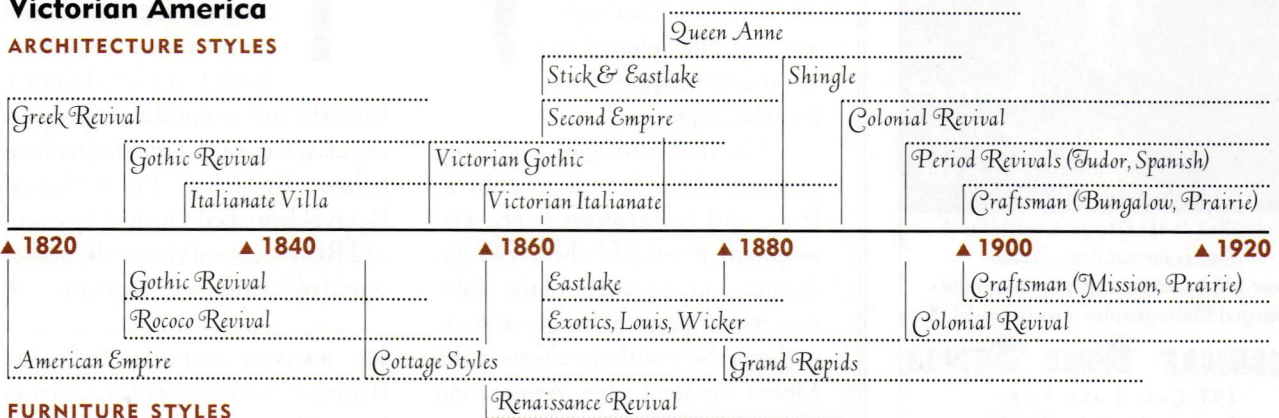 Victorian America
ARCHITECTURE STYLES
Queen Anne
Stick & Eastlake
Shingle
Greek Revival
Second Empire
Colonial Revival
Gothic Revival
Victorian Gothic
Period Revivals (Tudor, Spanish)
Italianate Villa
Victorian Italianate
Craftsman (Bungalow, Prairie)
▲ 1820 ▲ 1840 ▲ 1860 ▲ 1880 ▲ 1900 ▲ 1920
Gothic Revival
Eastlake
Craftsman (Mission, Prairie)
Rococo Revival
Exotics, Louis, Wicker
Colonial Revival
American Empire
Cottage Styles
Grand Rapids
FURNITURE STYLES
Renaissance Revival